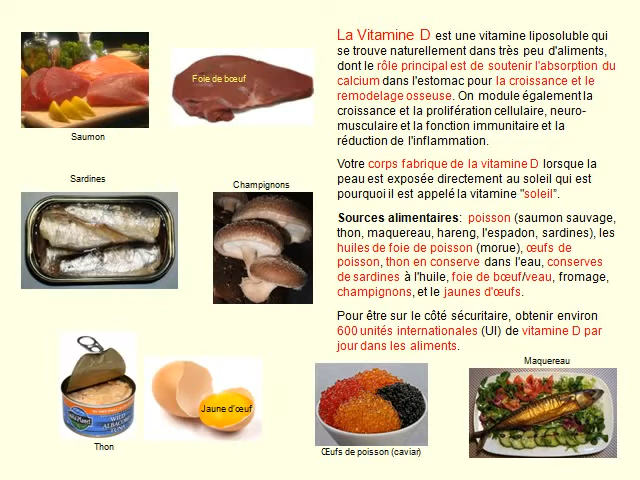 La Vitamine D est une vitamine liposoluble qui
se trouve naturellement dans très peu d'aliments,
dont le rôle principal est de soutenir l'absorption du
calcium dans l'estomac pour la croissance et le
remodelage osseuse. On module également la
croissance et la prolifération cellulaire, neuro-
musculaire et la fonction immunitaire et la
réduction de l'inflammation.
Votre corps fabrique de la vitamine D lorsque la
peau est exposée directement au soleil qui est
pourquoi il est appelé la vitamine "soleil".
Sources alimentaires: poisson (saumon sauvage,
thon, maquereau, hareng, l'espadon, sardines), les
huiles de foie de poisson (morue), œufs de
poisson, thon en conserve dans l'eau, conserves
de sardines à l'huile, foie de bœuf/veau, fromage,
champignons, et le jaunes d'œufs.
Pour être sur le côté sécuritaire, obtenir environ
600 unités internationales (UI) de vitamine D par
jour dans les aliments.
Foie de bœuf
Saumon
Sardines
Champignons
WILD
ALBACORE
TUNA
Thon
Jaune d'œuf
Œufs de poisson (caviar)
Maquereau